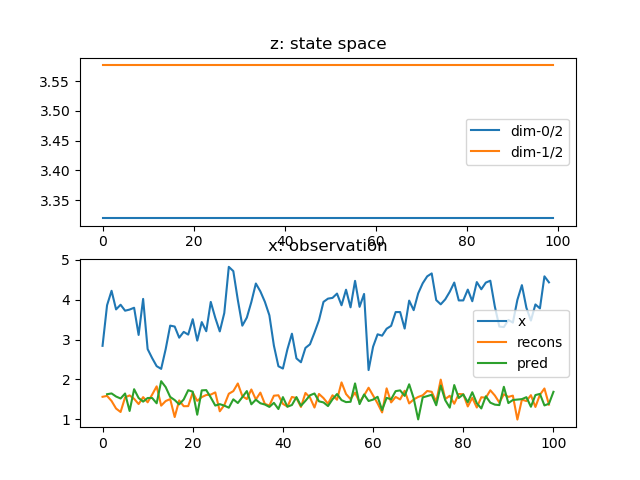 z: state space
3.55
3.50
3.45
3.40
3.35
dim-0/2
dim-1/2
0 20 40 60 80 100
x: observation
5
4
3
2
1
x
recons
pred
0 20 40 60 80 100